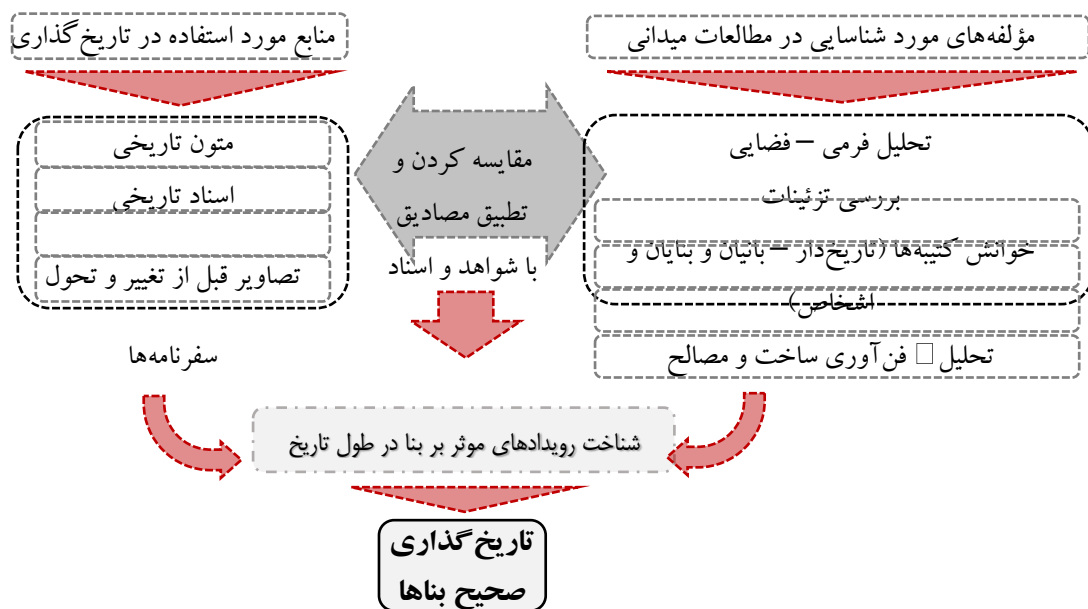 مؤلفه‌های مورد شناسایی در مطالعات میدانی
تحلیل فرمی – فضایی
بررسی تزئینات
خوانش کتیبه‌ها (تاریخ‌دار – بانیان و بنایان و
اشخاص)
تحلیل □ فن‌آوری ساخت و مصالح
منابع مورد استفاده در تاریخ‌گذاری
متون تاریخی
اسناد تاریخی
تصاویر قبل از تغییر و تحول
سفرنامه‌ها
مقایسه کردن و
تطبیق مصادیق
با شواهد و اسناد
شناخت رویدادهای موثر بر بنا در طول تاریخ
تاریخ‌گذاری
صحیح بناها